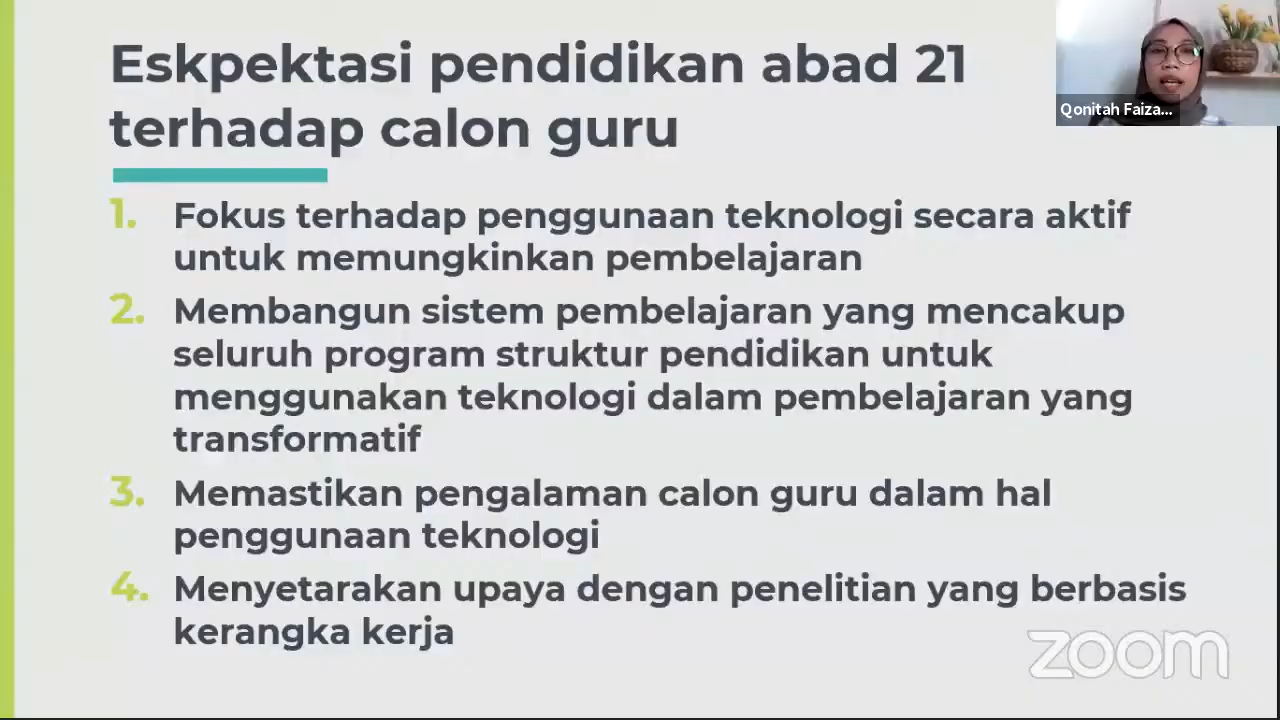 Eskpektasi pendidikan abad 21
terhadap calon guru
Qonitah Faiza...
1. Fokus terhadap penggunaan teknologi secara aktif
untuk memungkinkan pembelajaran
2. Membangun sistem pembelajaran yang mencakup
seluruh program struktur pendidikan untuk
menggunakan teknologi dalam pembelajaran yang
transformatif
3. Memastikan pengalaman calon guru dalam hal
penggunaan teknologi
4. Menyetarakan upaya dengan penelitian yang berbasis
kerangka kerja
zoom